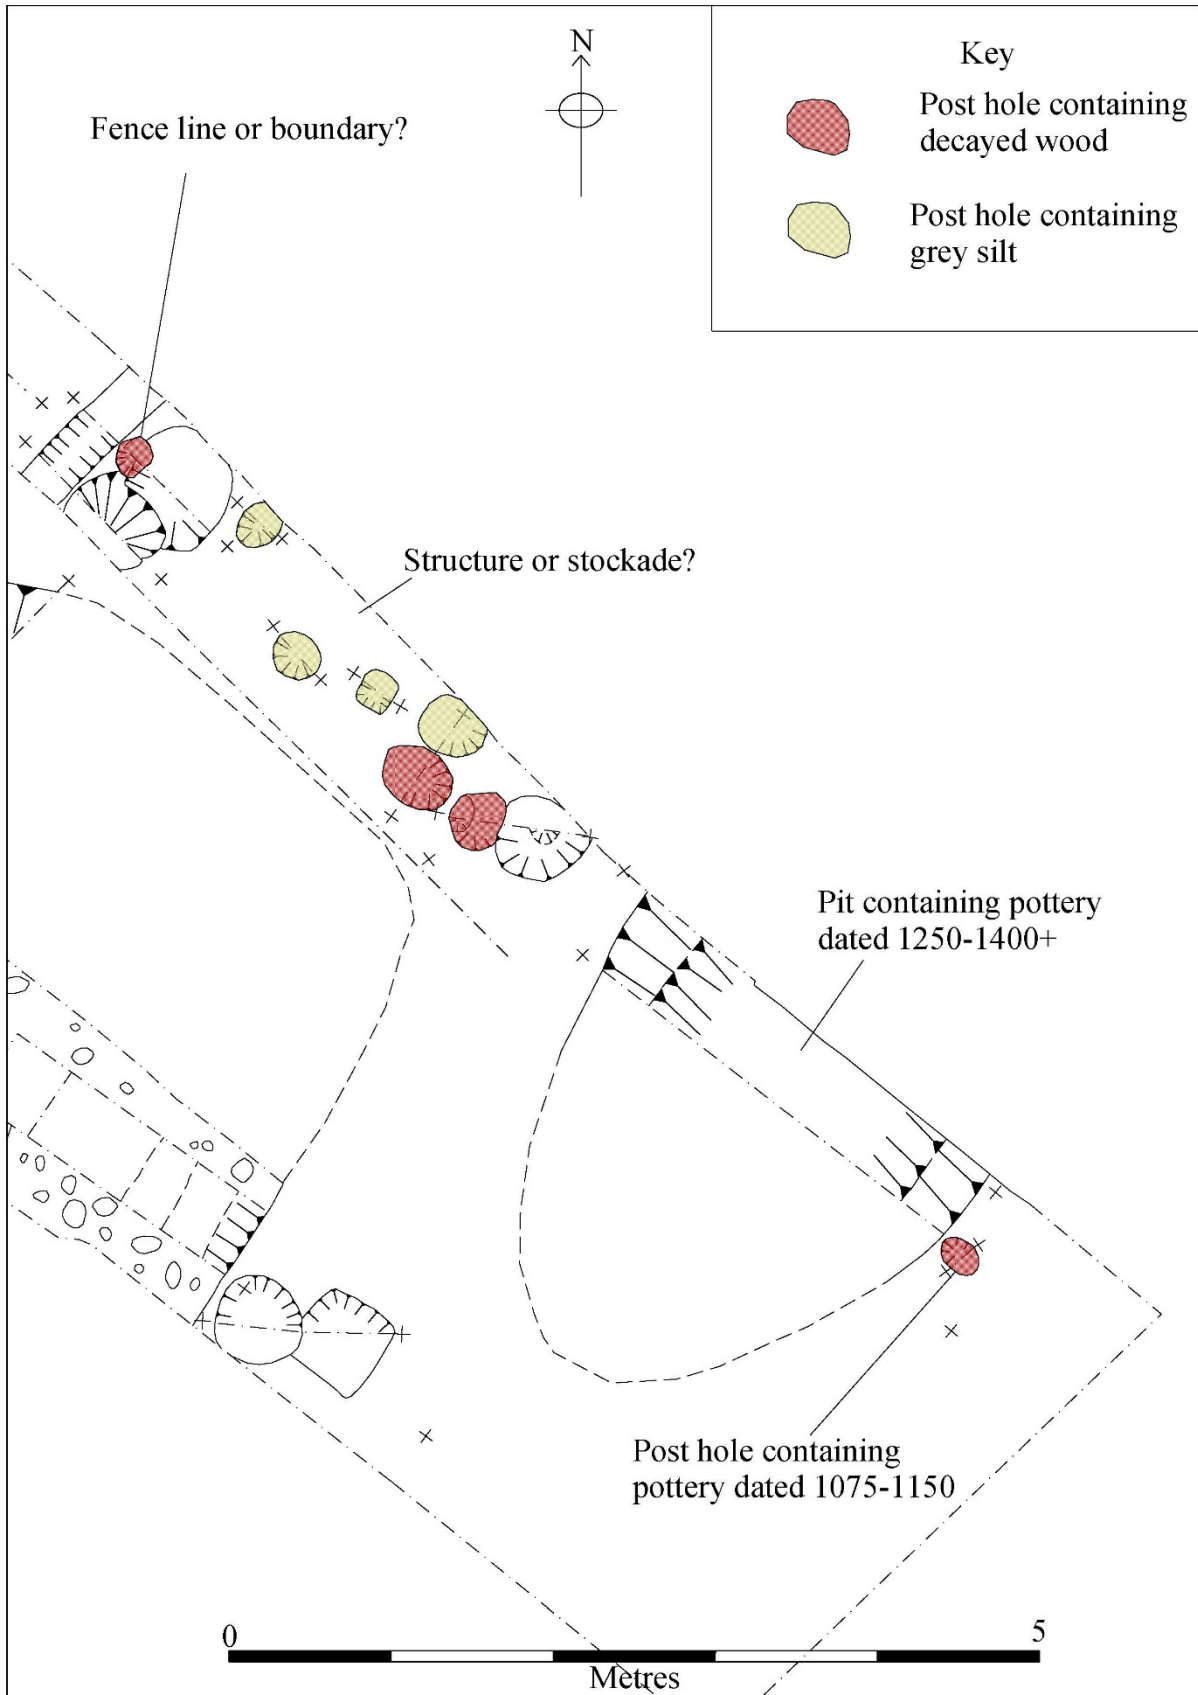 N
Key
Post hole containing
decayed wood
Post hole containing
grey silt
Fence line or boundary?
Structure or stockade?
Pit containing pottery
dated 1250-1400+
Post hole containing
pottery dated 1075-1150
0
5
Metres